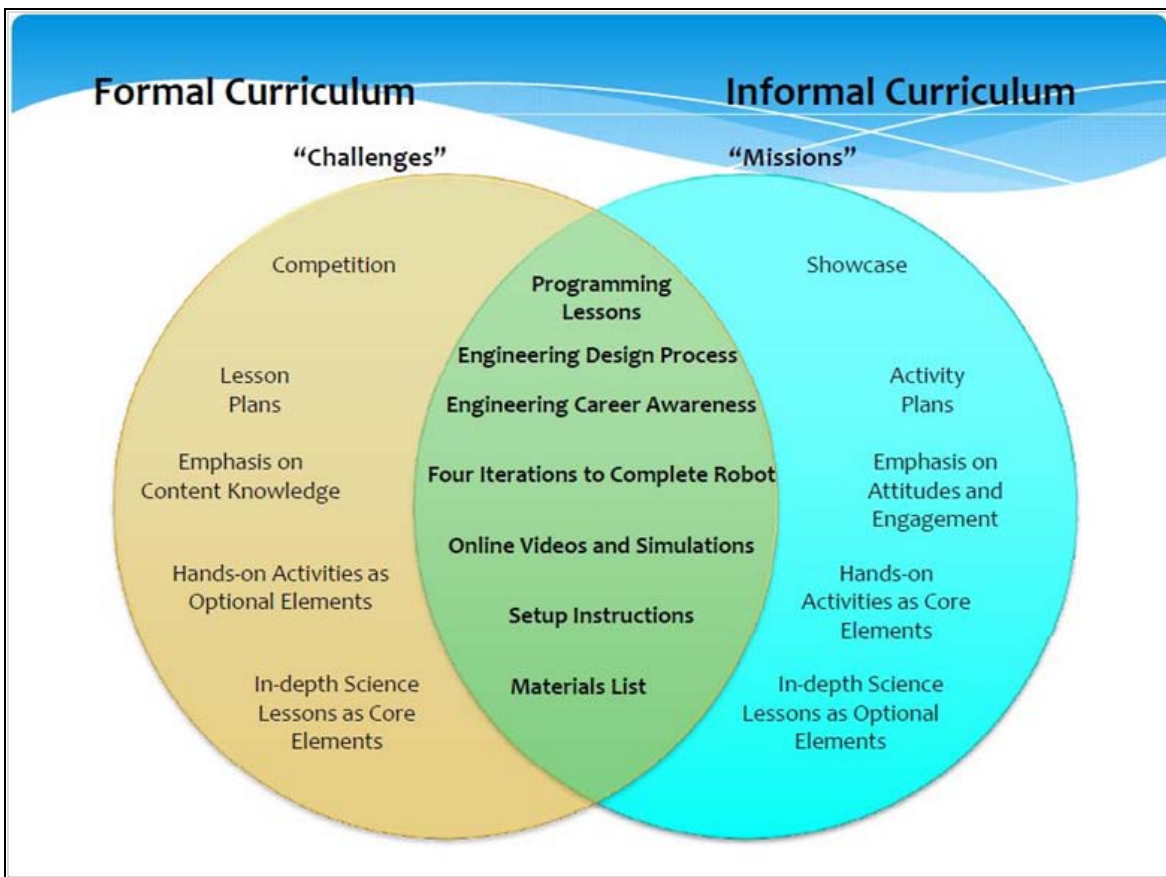 Formal Curriculum
Informal Curriculum
“Challenges”
“Missions”
Competition
Lesson
Plans
Emphasis on
Content Knowledge
Hands-on Activities as
Optional Elements
In-depth Science
Lessons as Core
Elements
Programming
Lessons
Engineering Design Process
Engineering Career Awareness
Four Iterations to Complete Robot
Online Videos and Simulations
Setup Instructions
Materials List
Showcase
Activity
Plans
Emphasis on
Attitudes and
Engagement
Hands-on
Activities as Core
Elements
In-depth Science
Lessons as Optional
Elements